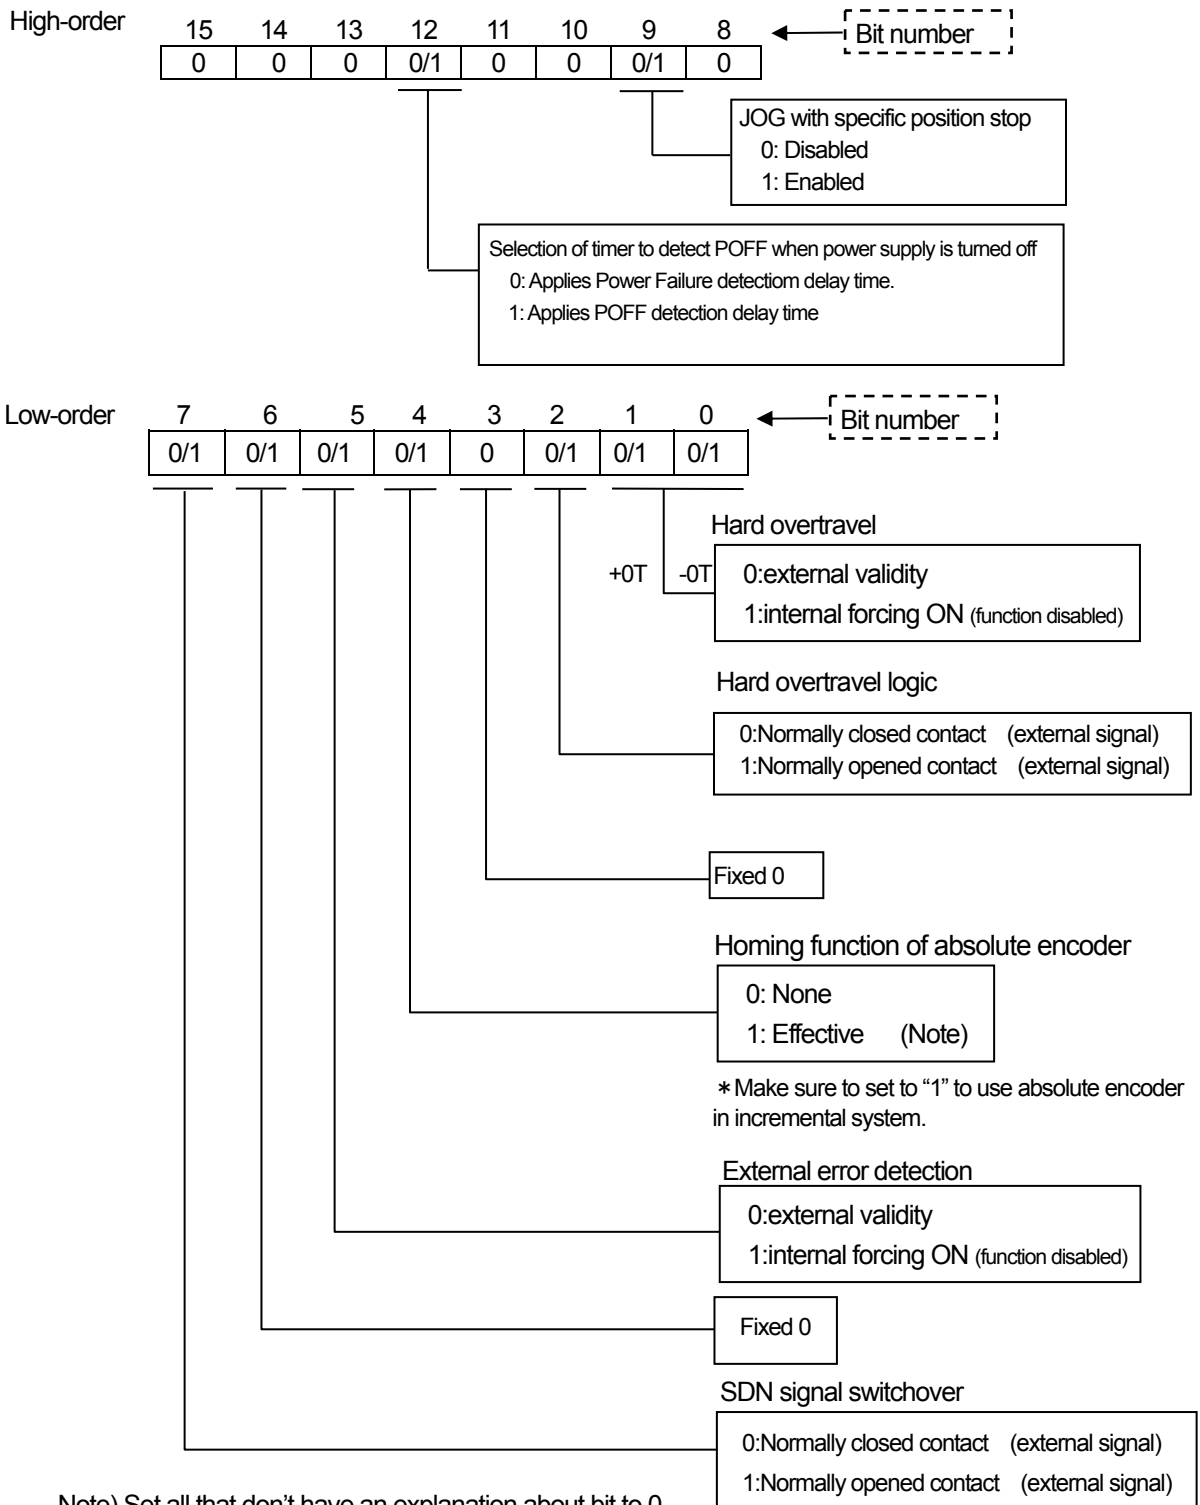 High-order 15 14 13 12 11 10 9 8 Bit number
0 0 0 0/1 0 0 0/1 0
JOG with specific position stop
0: Disabled
1: Enabled
Selection of timer to detect POFF when power supply is turned off
0: Applies Power Failure detectiom delay time.
1: Applies POFF detection delay time
Low-order 7 6 5 4 3 2 1 0 Bit number
0/1 0/1 0/1 0/1 0 0/1 0/1 0/1
Hard overtravel
+0T -0T 0:external validity
1:internal forcing ON (function disabled)
Hard overtravel logic
0:Normally closed contact (external signal)
1:Normally opened contact (external signal)
Fixed 0
Homing function of absolute encoder
0: None
1: Effective (Note)
*Make sure to set to “1” to use absolute encoder
in incremental system.
External error detection
0:external validity
1:internal forcing ON (function disabled)
Fixed 0
SDN signal switchover
0:Normally closed contact (external signal)
1:Normally opened contact (external signal)
Note) Set all that don’t have an explanation about bit to 0.